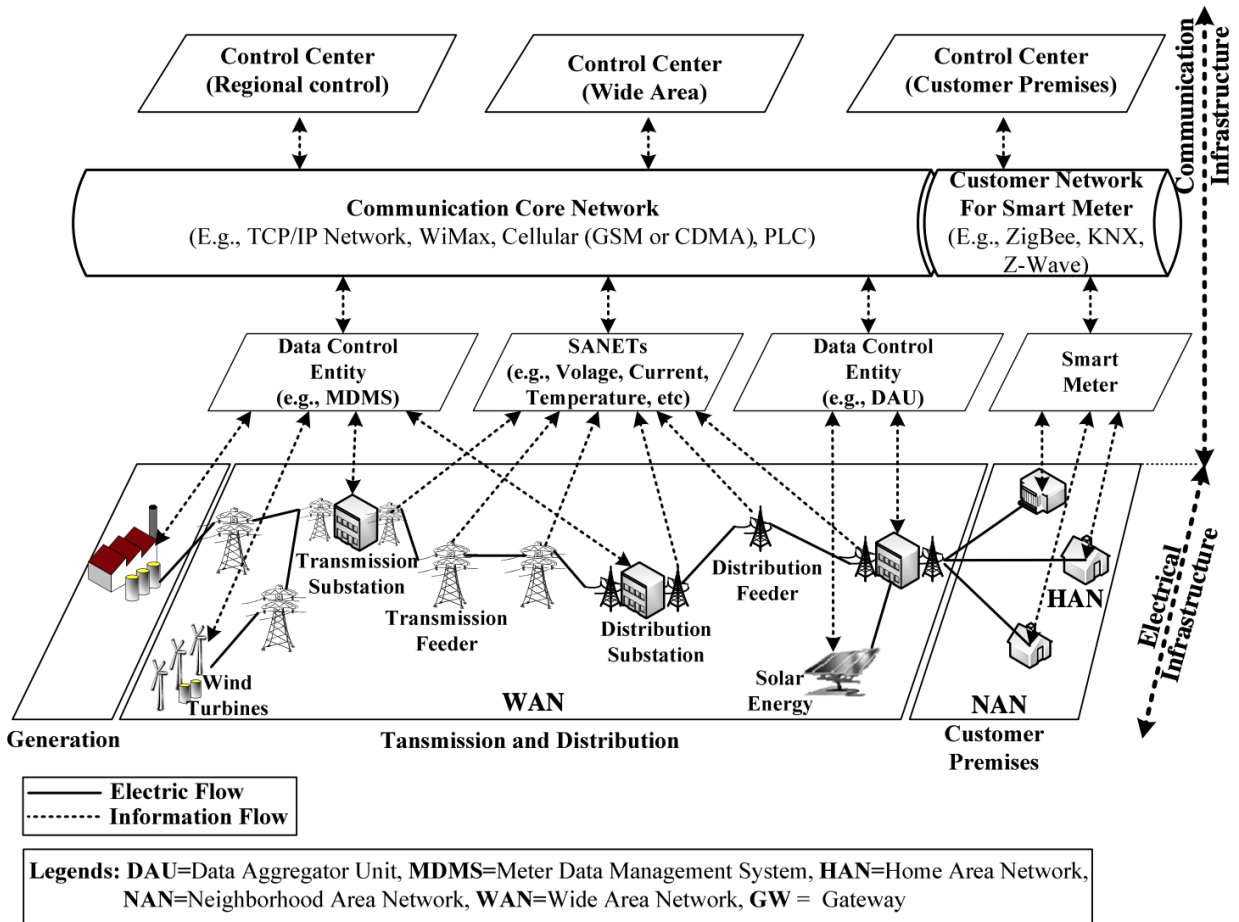 Control Center
(Regional control)
Control Center
(Wide Area)
Control Center
(Customer Premises)
Communication
Infrastructure
Communication Core Network
(E.g., TCP/IP Network, WiMax, Cellular (GSM or CDMA), PLC)
Customer Network
For Smart Meter
(E.g., ZigBee, KNX,
Z-Wave)
Data Control
Entity
(e.g., MDMS)
SANETs
(e.g., Volage, Current,
Temperature, etc)
Data Control
Entity
(e.g., DAU)
Smart
Meter
Transmission
Substation
Transmission
Feeder
Distribution
Substation
Distribution
Feeder
HAN
Electrical
Infrastructure
Wind
Turbines
WAN
Solar
Energy
NAN
Generation
Tansmission and Distribution
Customer
Premises
Electric Flow
Information Flow
Legends: DAU=Data Aggregator Unit, MDMS=Meter Data Management System, HAN=Home Area Network,
NAN=Neighborhood Area Network, WAN=Wide Area Network, GW = Gateway